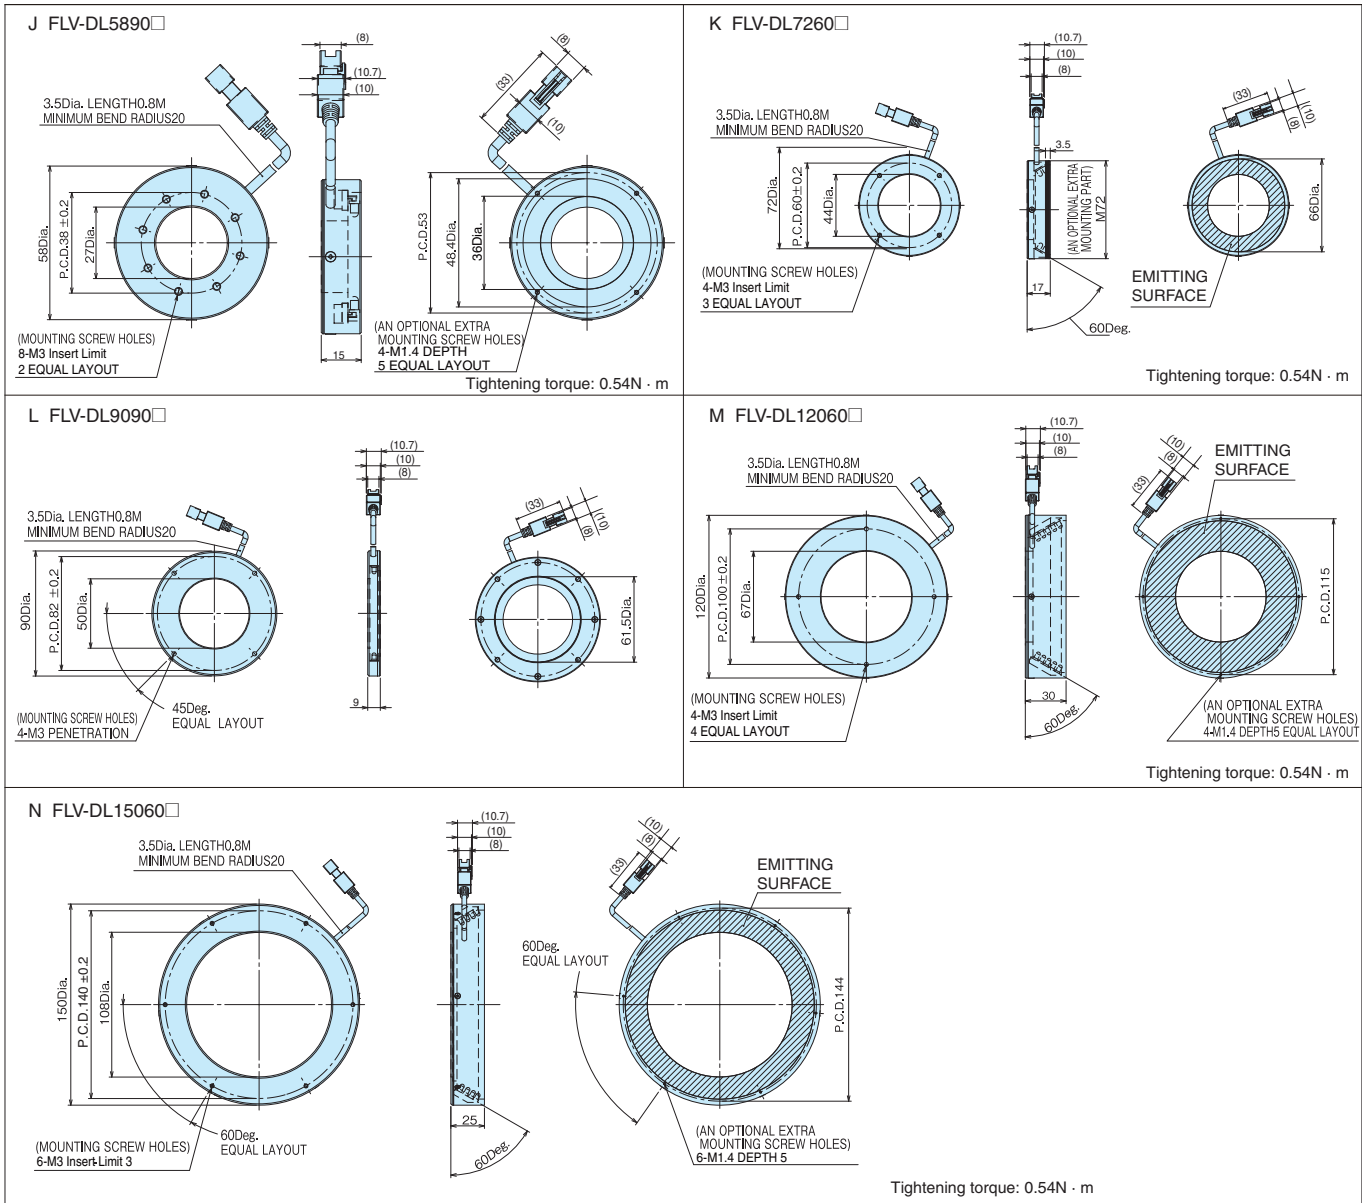 J FLV-DL5890□
(8)
(10.7)
(10)
(8)
(33)
(10)
3.5Dia. LENGTH0.8M
MINIMUM BEND RADIUS20
58Dia.
P.C.D.38 ±0.2
27Dia.
P.C.D.53
48.4Dia.
36Dia.
(MOUNTING SCREW HOLES)
8-M3 Insert Limit
2 EQUAL LAYOUT
15
(AN OPTIONAL EXTRA
MOUNTING SCREW HOLES)
4-M1.4 DEPTH
5 EQUAL LAYOUT
Tightening torque: 0.54N · m
K FLV-DL7260□
(10.7)
(10)
(8)
(33)
(10)
(8)
3.5Dia. LENGTH0.8M
MINIMUM BEND RADIUS20
3.5
72Dia.
P.C.D.60±0.2
44Dia.
(AN OPTIONAL EXTRA
MOUNTING PART)
M72
66Dia.
(MOUNTING SCREW HOLES)
4-M3 Insert Limit
3 EQUAL LAYOUT
17
60Deg.
EMITTING
SURFACE
Tightening torque: 0.54N · m
L FLV-DL9090□
(10.7)
(10)
(8)
(33)
(10)
(8)
3.5Dia. LENGTH0.8M
MINIMUM BEND RADIUS20
90Dia.
P.C.D.82 ±0.2
50Dia.
61.5Dia.
45Deg.
EQUAL LAYOUT
9
(MOUNTING SCREW HOLES)
4-M3 PENETRATION
M FLV-DL12060□
(10.7)
(10)
(8)
(10)
(8)
(33)
EMITTING
SURFACE
3.5Dia. LENGTH0.8M
MINIMUM BEND RADIUS20
120Dia.
P.C.D.100±0.2
67Dia.
P.C.D.115
(MOUNTING SCREW HOLES)
4-M3 Insert Limit
4 EQUAL LAYOUT
30
60Deg.
(AN OPTIONAL EXTRA
MOUNTING SCREW HOLES)
4-M1.4 DEPTH5 EQUAL LAYOUT
Tightening torque: 0.54N · m
N FLV-DL15060□
(10.7)
(10)
(8)
(10)
(8)
(33)
3.5Dia. LENGTH0.8M
MINIMUM BEND RADIUS20
EMITTING
SURFACE
150Dia.
P.C.D.140 ±0.2
108Dia.
60Deg.
EQUAL LAYOUT
P.C.D.144
60Deg.
EQUAL LAYOUT
(MOUNTING SCREW HOLES)
6-M3 Insert Limit 3
25
60Deg.
(AN OPTIONAL EXTRA
MOUNTING SCREW HOLES)
6-M1.4 DEPTH 5
Tightening torque: 0.54N · m